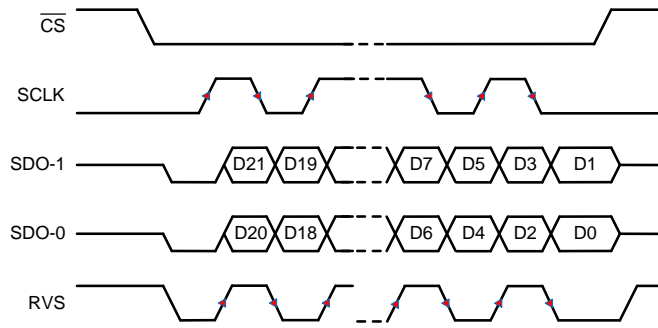 CS
SCLK
SDO-1 D21 D19 D7 D5 D3 D1
SDO-0 D20 D18 D6 D4 D2 D0
RVS